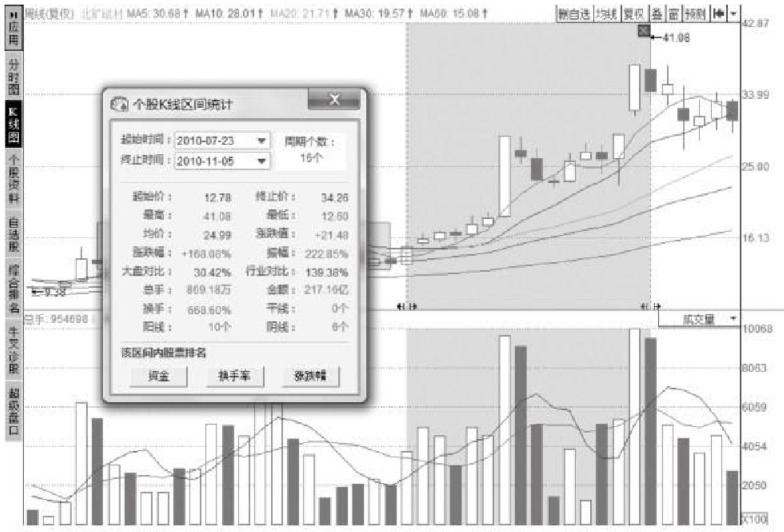 周线(复权) 北矿磁材 MA5: 30.68↑ MA10: 28.01↑ MA20: 21.71↑ MA30: 19.57↑ MA60: 15.08↑
删自选 均线 复权 叠 窗 预测
应用
分时图
K线图
个股资料
自选股
综合排名
牛叉诊股
超级盘口
42.87
41.08
33.99
25.00
16.13
9.38
个股K线区间统计
起始时间: 2010-07-23 周期个数:
终止时间: 2010-11-05 16个
起始价: 12.78 终止价: 34.26
最高: 41.08 最低: 12.60
均价: 24.99 涨跌值: +21.48
涨跌幅: +168.08% 振幅: 222.85%
大盘对比: 30.42% 行业对比: 139.38%
总手: 869.18万 金额: 217.16亿
换手: 668.60% 平线: 0个
阳线: 10个 阴线: 6个
该区间内股票排名
资金 换手率 涨跌幅
总手: 954698
成交量
10068
8063
6059
4054
2050
X100